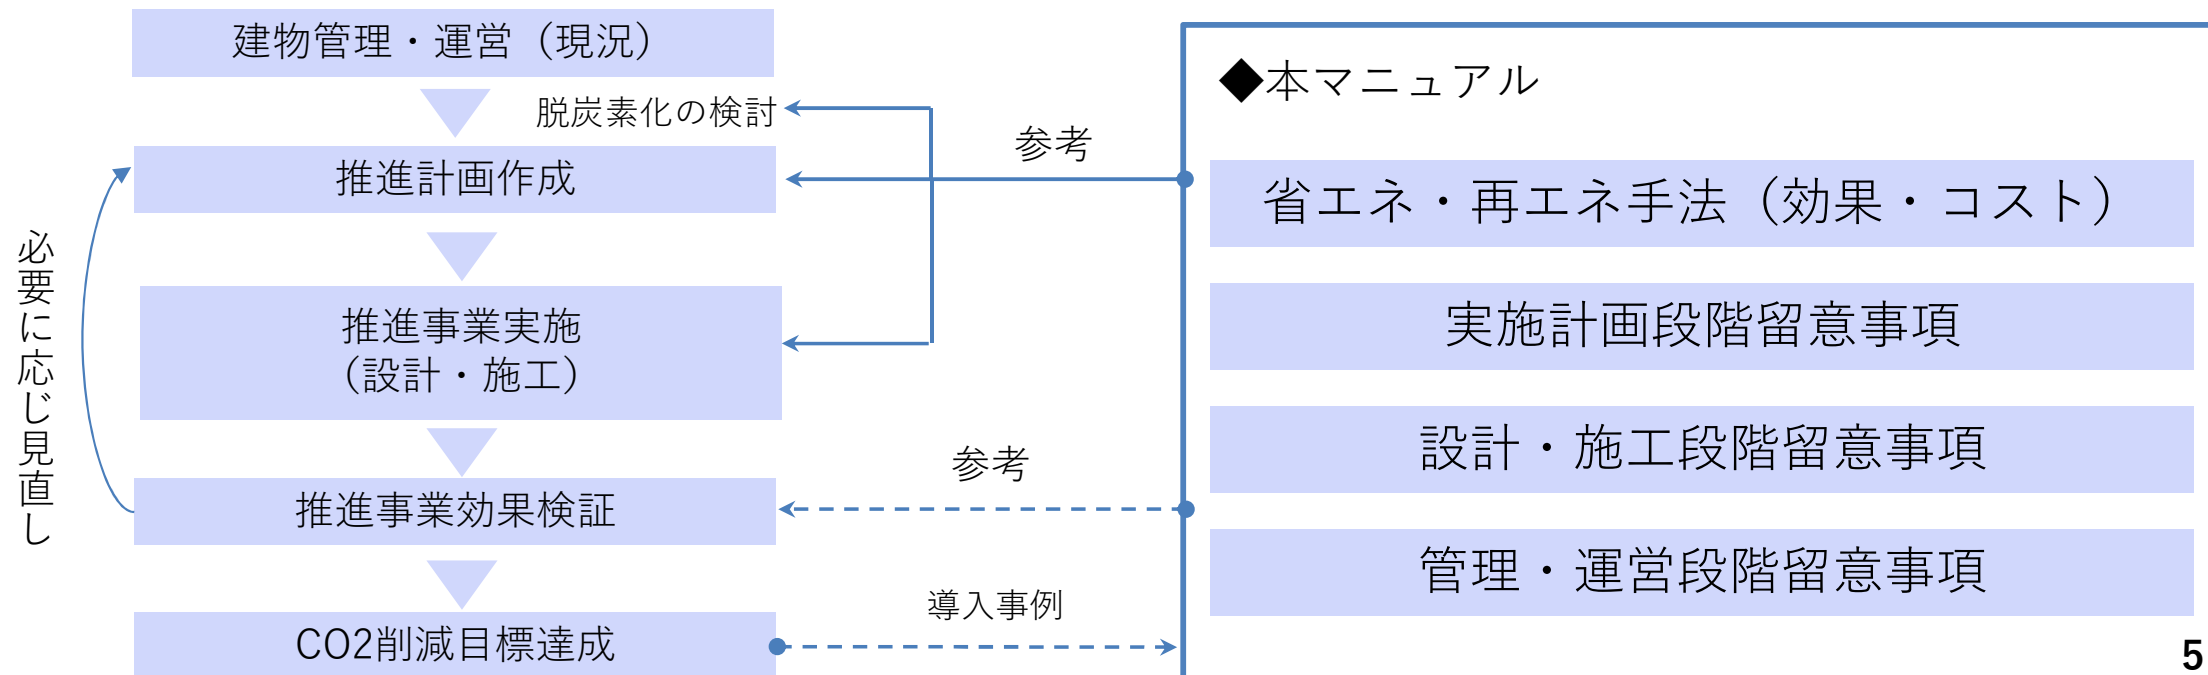 建物管理・運営（現況）
脱炭素化の検討
推進計画作成
推進事業実施
（設計・施工）
推進事業効果検証
CO2削減目標達成
必要に応じ見直し
参考
参考
導入事例
◆本マニュアル
省エネ・再エネ手法（効果・コスト）
実施計画段階留意事項
設計・施工段階留意事項
管理・運営段階留意事項
5